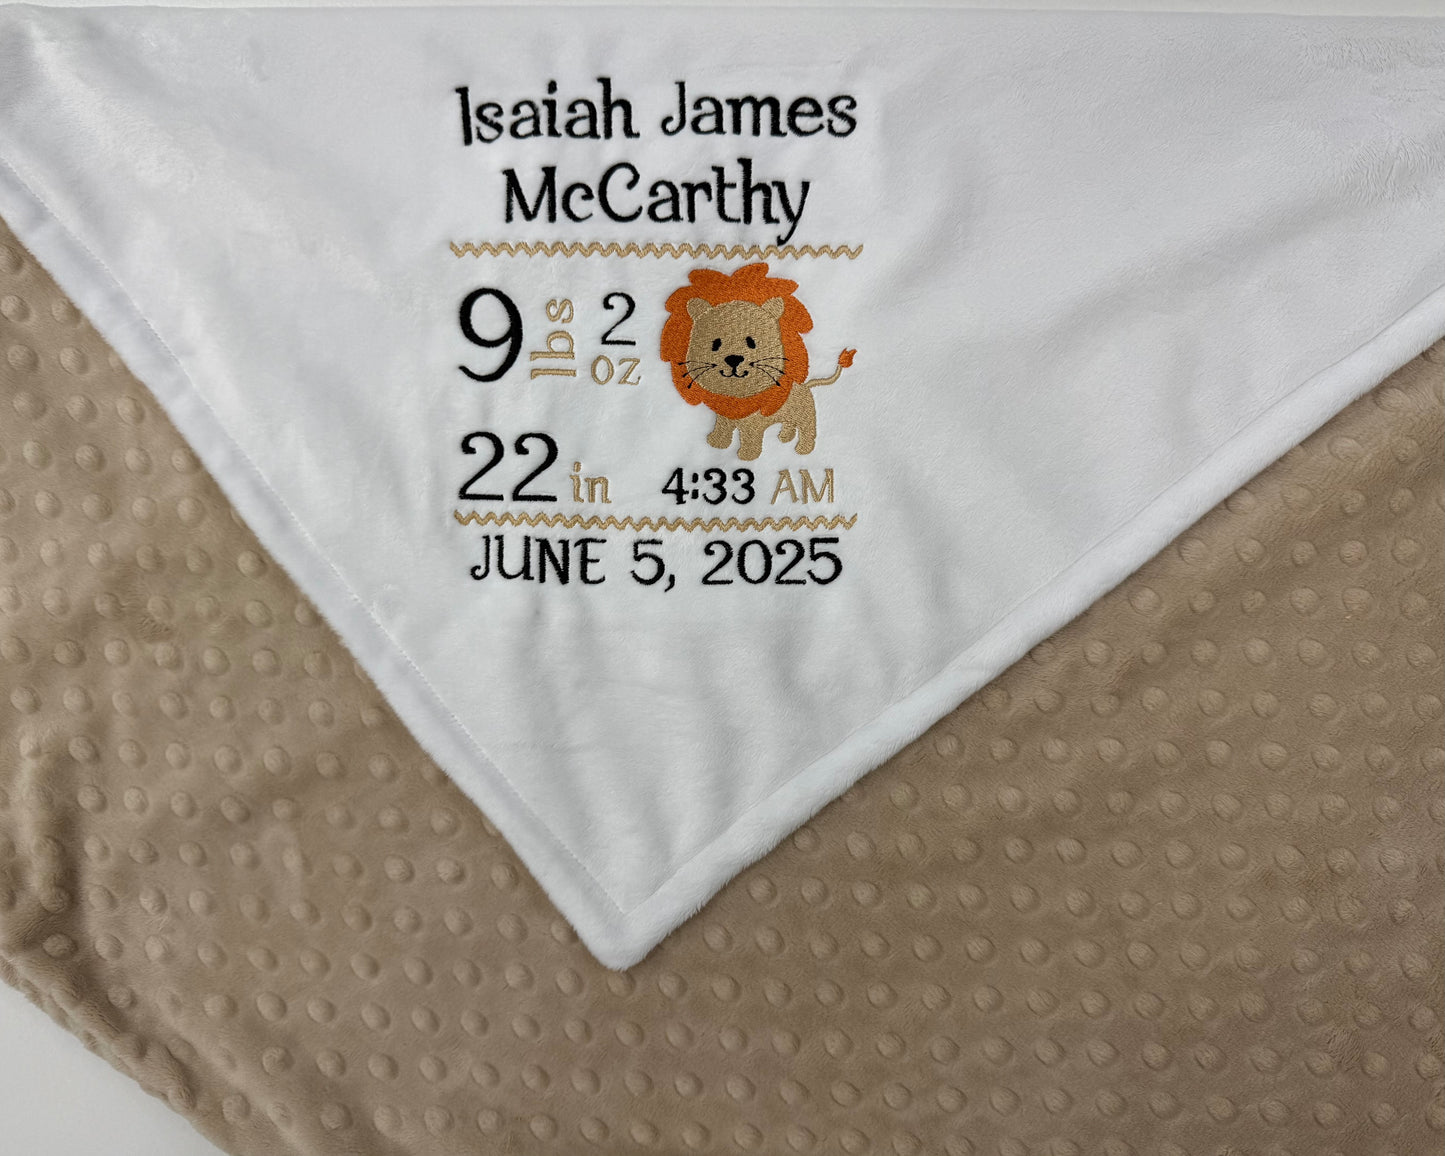 Isaiah James
McCarthy
9 lbs 2 oz
22 in 4:33 AM
JUNE 5, 2025